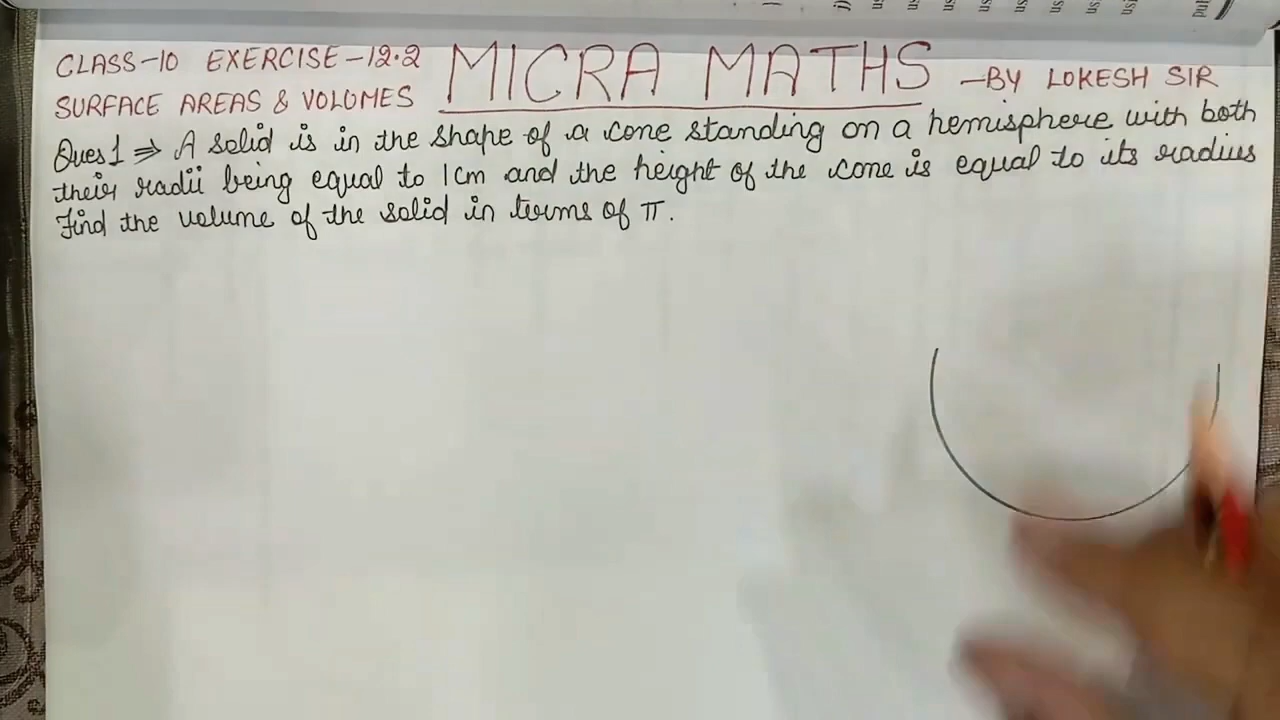 CLASS-10 EXERCISE-12.2 MICRA MATHS -BY LOKESH SIR
SURFACE AREAS & VOLUMES
Ques 1 ⇒ A solid is in the shape of a cone standing on a hemisphere with both
their radii being equal to 1cm and the height of the cone is equal to its radius
Find the volume of the solid in terms of π.